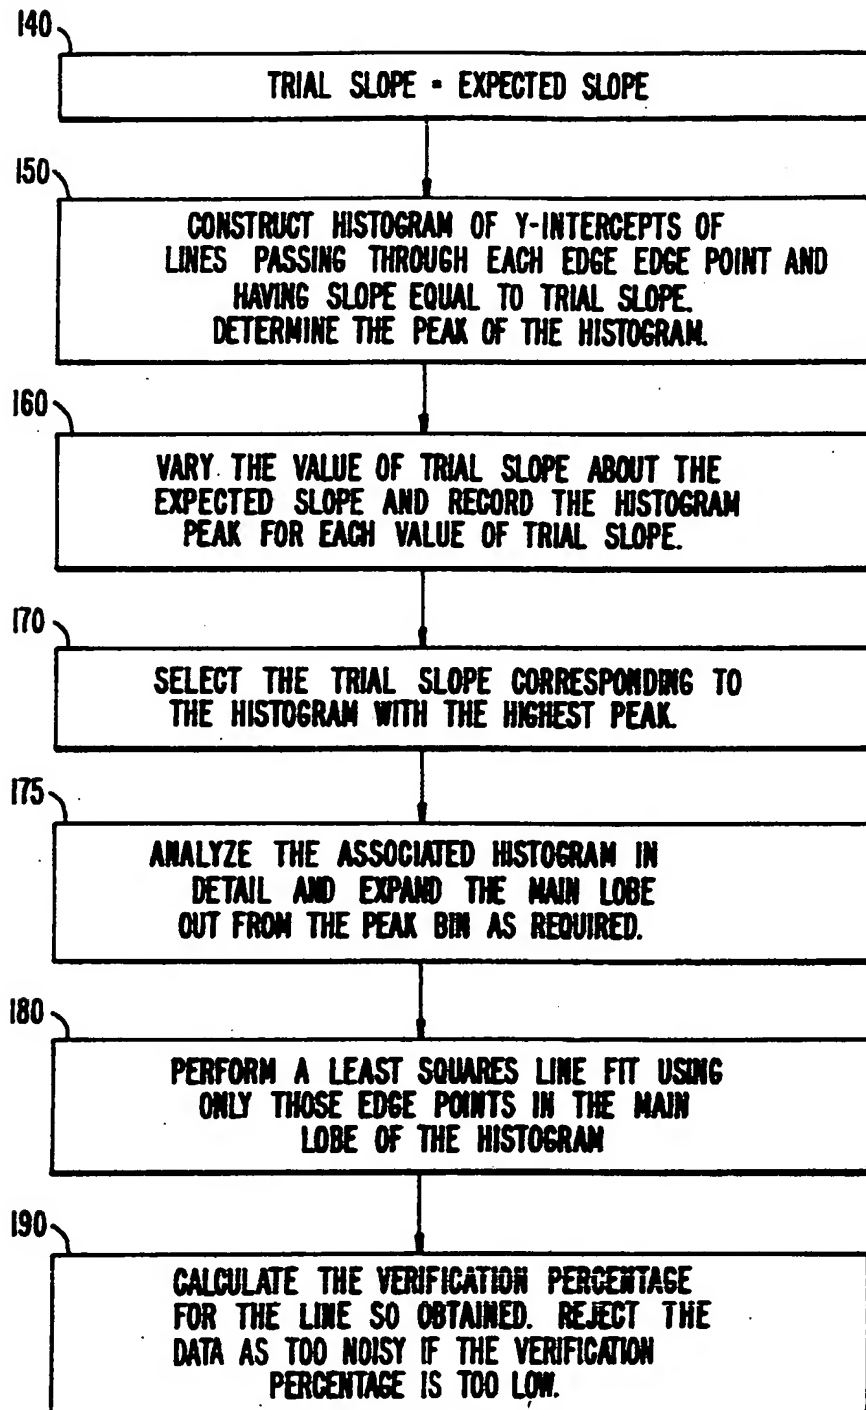 140
TRIAL SLOPE = EXPECTED SLOPE
150
CONSTRUCT HISTOGRAM OF Y-INTERCEPTS OF
LINES PASSING THROUGH EACH EDGE EDGE POINT AND
HAVING SLOPE EQUAL TO TRIAL SLOPE.
DETERMINE THE PEAK OF THE HISTOGRAM.
160
VARY THE VALUE OF TRIAL SLOPE ABOUT THE
EXPECTED SLOPE AND RECORD THE HISTOGRAM
PEAK FOR EACH VALUE OF TRIAL SLOPE.
170
SELECT THE TRIAL SLOPE CORRESPONDING TO
THE HISTOGRAM WITH THE HIGHEST PEAK.
175
ANALYZE THE ASSOCIATED HISTOGRAM IN
DETAIL AND EXPAND THE MAIN LOBE
OUT FROM THE PEAK BIN AS REQUIRED.
180
PERFORM A LEAST SQUARES LINE FIT USING
ONLY THOSE EDGE POINTS IN THE MAIN
LOBE OF THE HISTOGRAM
190
CALCULATE THE VERIFICATION PERCENTAGE
FOR THE LINE SO OBTAINED. REJECT THE
DATA AS TOO NOISY IF THE VERIFICATION
PERCENTAGE IS TOO LOW.